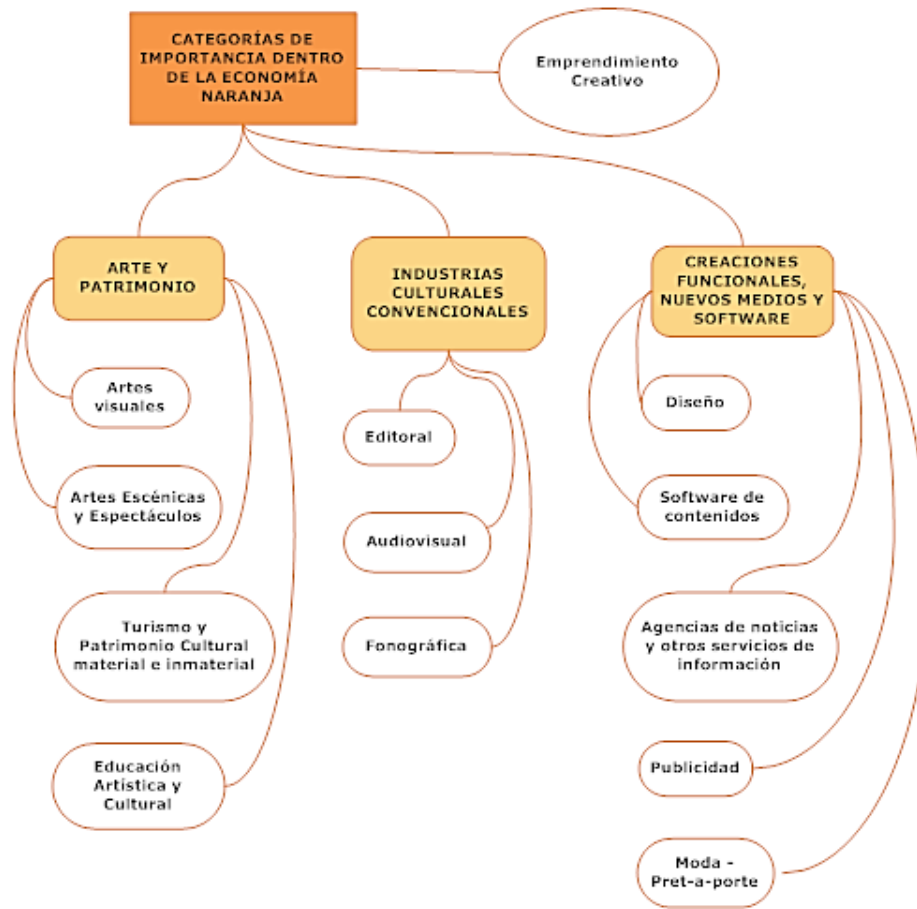 CATEGORÍAS DE
IMPORTANCIA DENTRO
DE LA ECONOMÍA
NARANJA
Emprendimiento
Creativo
ARTE Y
PATRIMONIO
Artes
visuales
Artes Escénicas
y Espectáculos
Turismo y
Patrimonio Cultural
material e inmaterial
Educación
Artística y
Cultural
INDUSTRIAS
CULTURALES
CONVENCIONALES
Editoral
Audiovisual
Fonográfica
CREACIONES
FUNCIONALES,
NUEVOS MEDIOS Y
SOFTWARE
Diseño
Software de
contenidos
Agencias de noticias
y otros servicios de
información
Publicidad
Moda -
Pret-a-porte